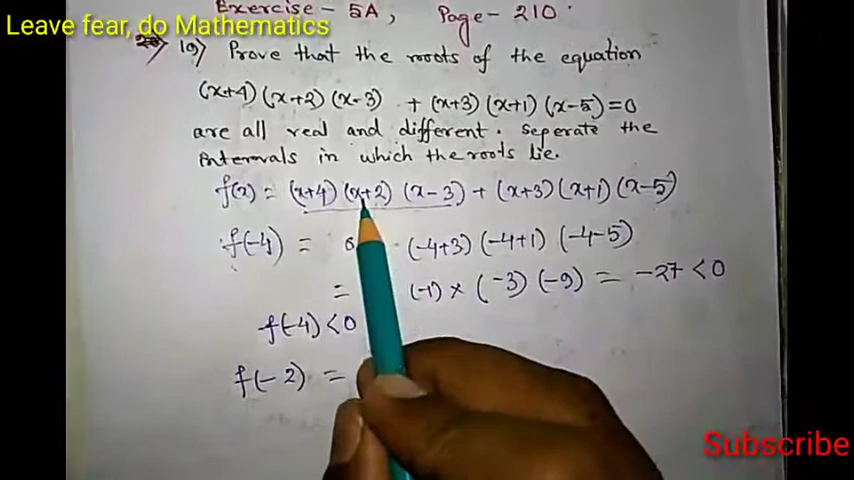 Exercise - 5A, Page - 210.
Leave fear, do Mathematics
19) Prove that the roots of the equation
(x+4) (x+2) (x-3) + (x+3) (x+1) (x-5) = 0
are all real and different. Seperate the
intervals in which the roots lie.
f(x) = (x+4) (x+2) (x-3) + (x+3) (x+1) (x-5)
f(-4) = 0 (-4+3) (-4+1) (-4-5)
= (-1) × (-3) (-9) = -27 < 0
f(-4) < 0
f(-2) =
Subscribe